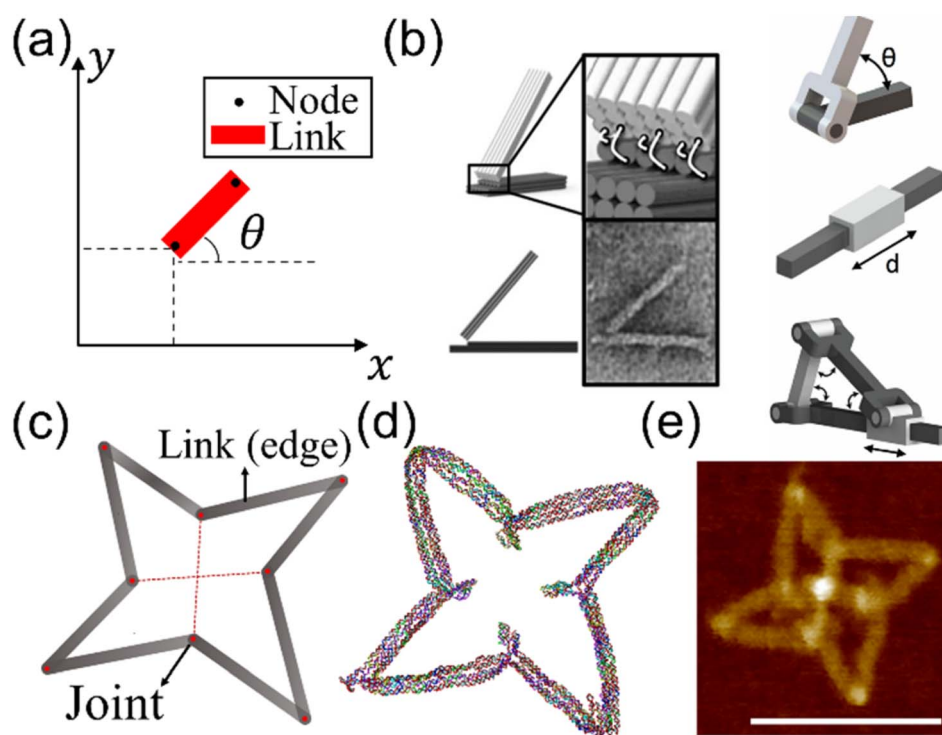 (a)
y
Node
Link
θ
x
(b)
θ
d
(c)
Link (edge)
Joint
(d)
(e)